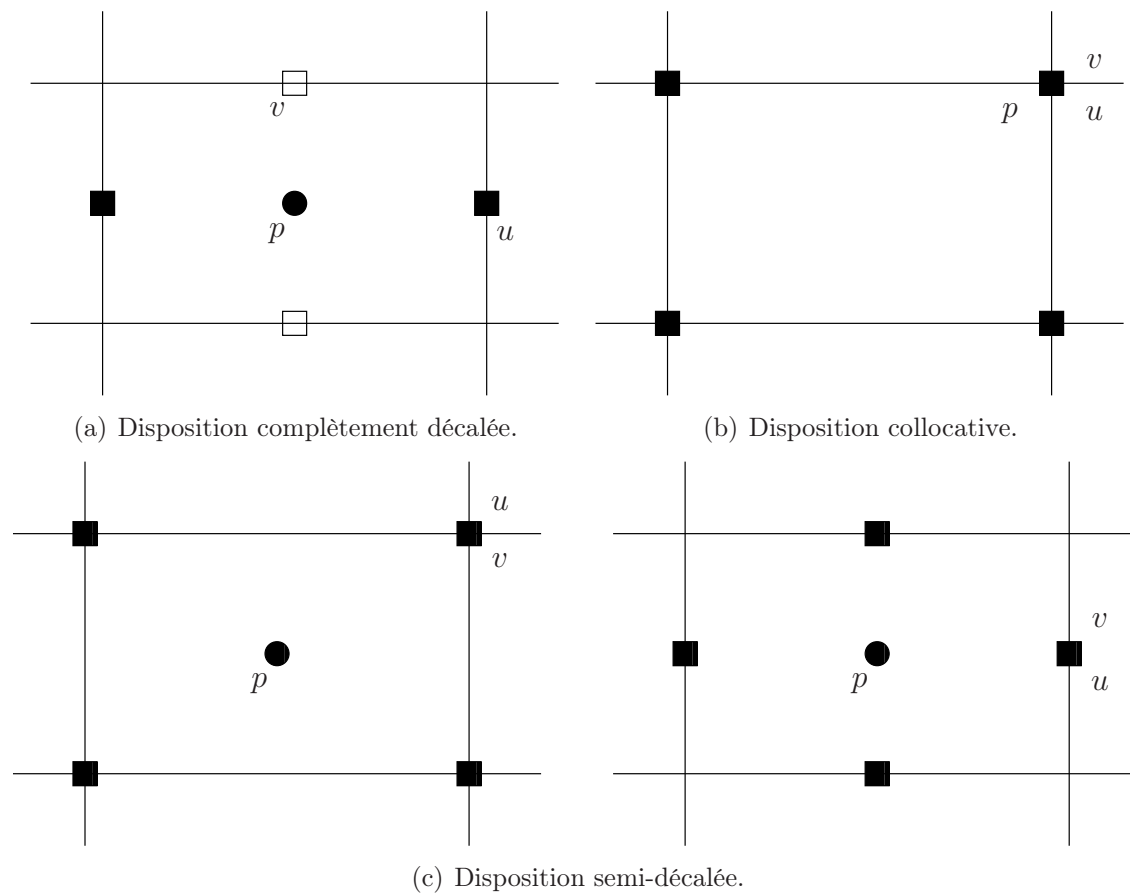 v
p
u
v
p
u
(a) Disposition complètement décalée.
(b) Disposition collocative.
u
v
p
v
p
u
(c) Disposition semi-décalée.